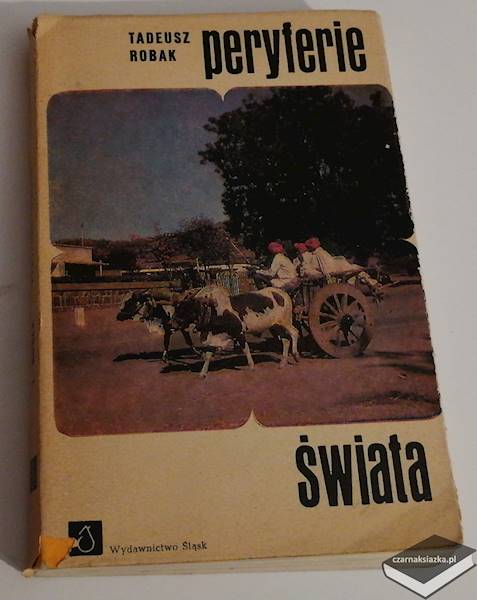 TADEUSZ
ROBAK
peryferie
świata
Wydawnictwo Śląsk
czarnaksiazka.pl